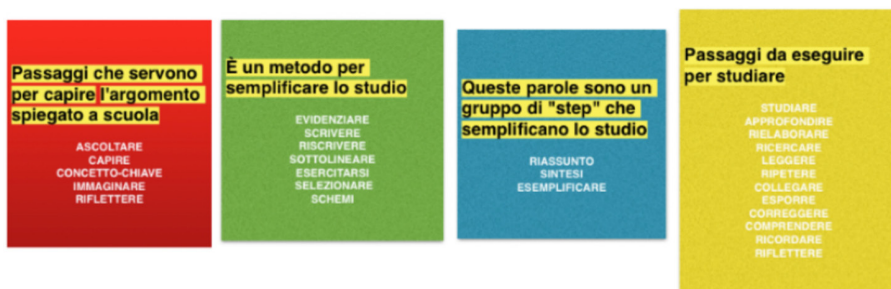 Passaggi che servono
per capire l'argomento
spiegato a scuola
ASCOLTARE
CAPIRE
CONCETTO-CHIAVE
IMMAGINARE
RIFLETTERE
È un metodo per
semplificare lo studio
EVIDENZIARE
SCRIVERE
RISCRIVERE
SOTTOLINEARE
ESERCITARSI
SELEZIONARE
SCHEMI
Queste parole sono un
gruppo di "step" che
semplificano lo studio
RIASSUNTO
SINTESI
ESEMPLIFICARE
Passaggi da eseguire
per studiare
STUDIARE
APPROFONDIRE
RIELABORARE
RICERCARE
LEGGERE
RIPETERE
COLLEGARE
ESPORRE
CORREGGERE
COMPRENDERE
RICORDARE
RIFLETTERE